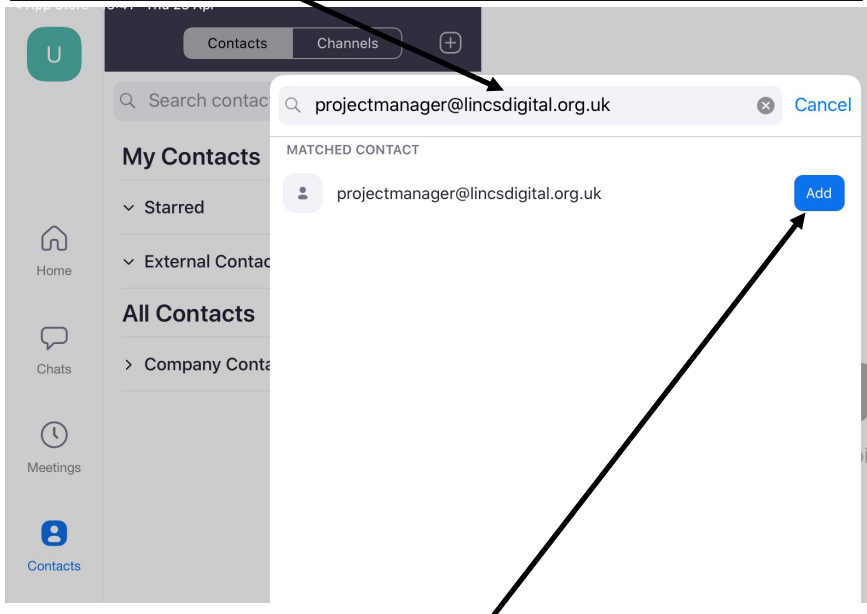 U
Contacts
Channels
Search contac
projectmanager@lincsdigital.org.uk
Cancel
My Contacts
MATCHED CONTACT
projectmanager@lincsdigital.org.uk
Add
Starred
Home
External Contac
All Contacts
Chats
Company Conta
Meetings
Contacts